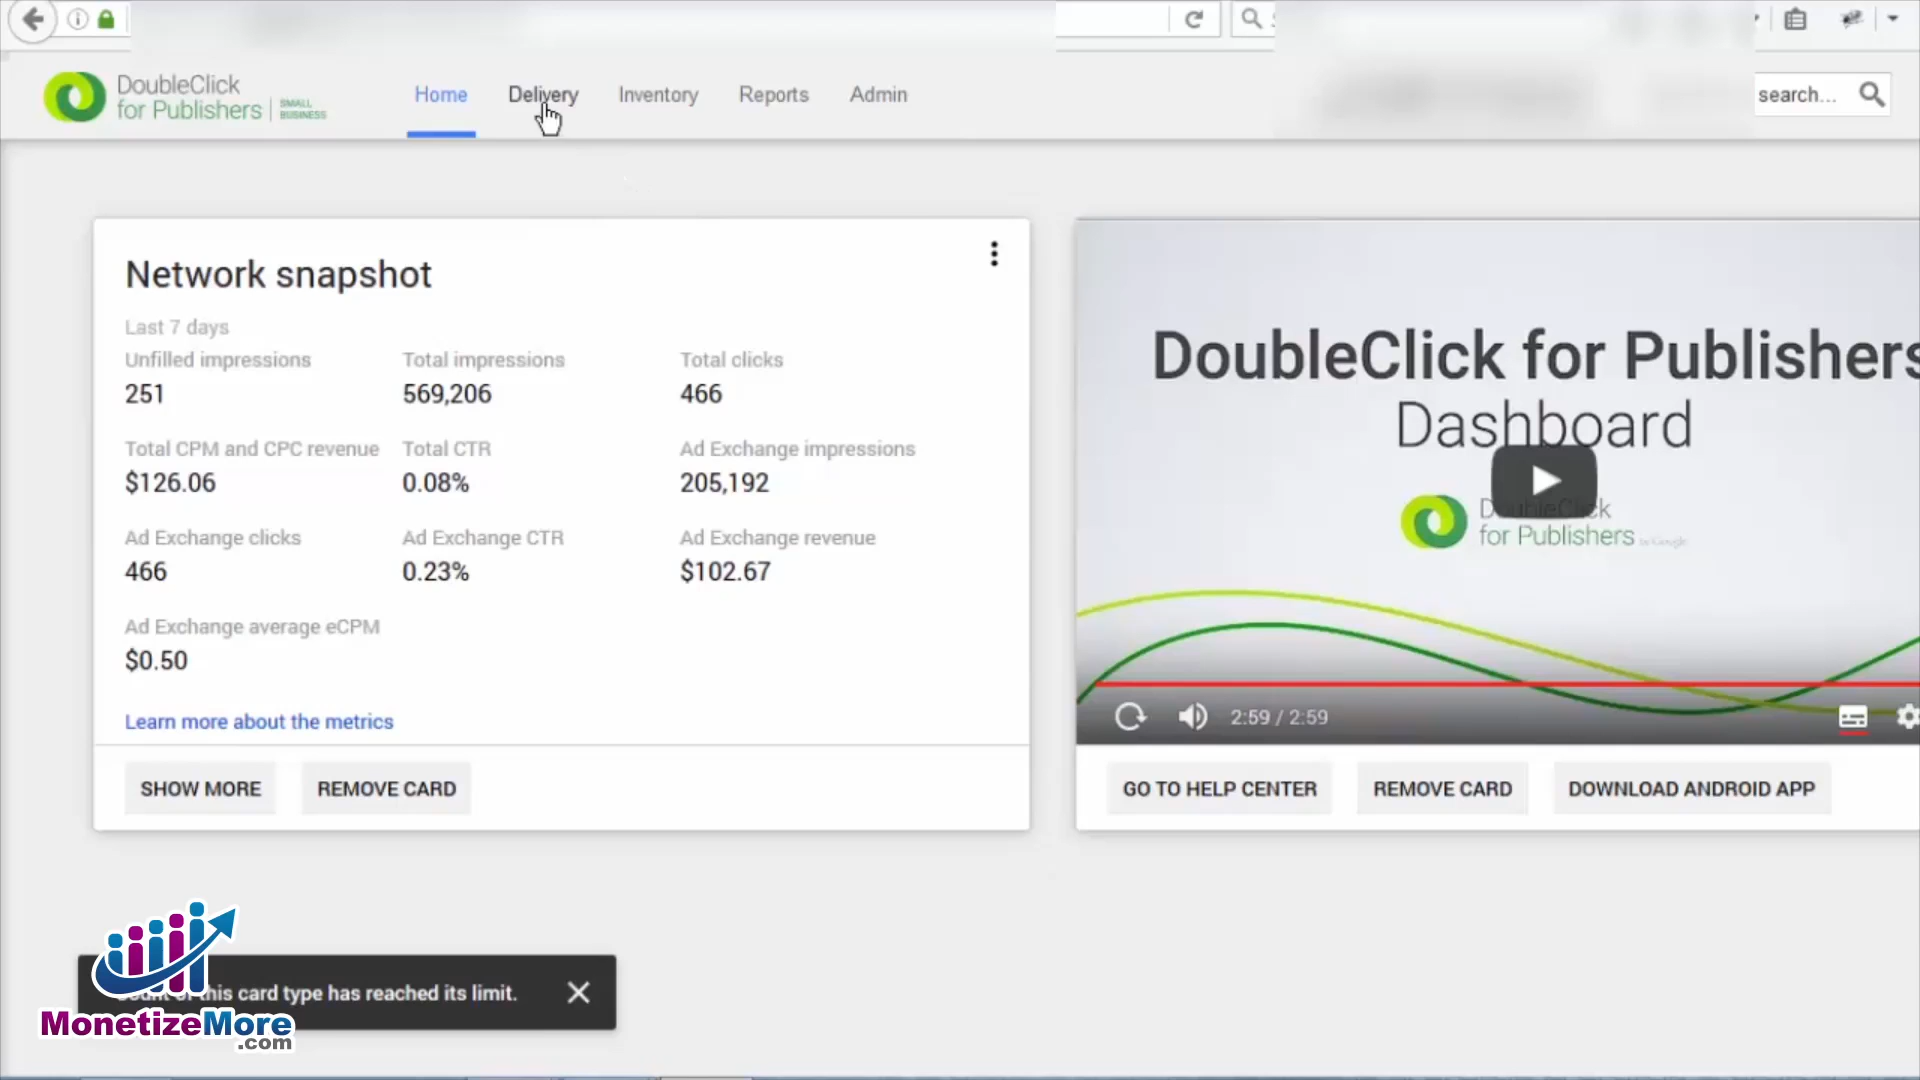 DoubleClick
for Publishers
SMALL
BUSINESS
Home
Delivery
Inventory
Reports
Admin
search...
Network snapshot
Last 7 days
Unfilled impressions
Total impressions
Total clicks
251
569,206
466
Total CPM and CPC revenue
Total CTR
Ad Exchange impressions
$126.06
0.08%
205,192
Ad Exchange clicks
Ad Exchange CTR
Ad Exchange revenue
466
0.23%
$102.67
Ad Exchange average eCPM
$0.50
Learn more about the metrics
SHOW MORE
REMOVE CARD
DoubleClick for Publishers
Dashboard
DoubleClick
for Publishers
by Google
2:59 / 2:59
GO TO HELP CENTER
REMOVE CARD
DOWNLOAD ANDROID APP
this card type has reached its limit.
MonetizeMore
.com